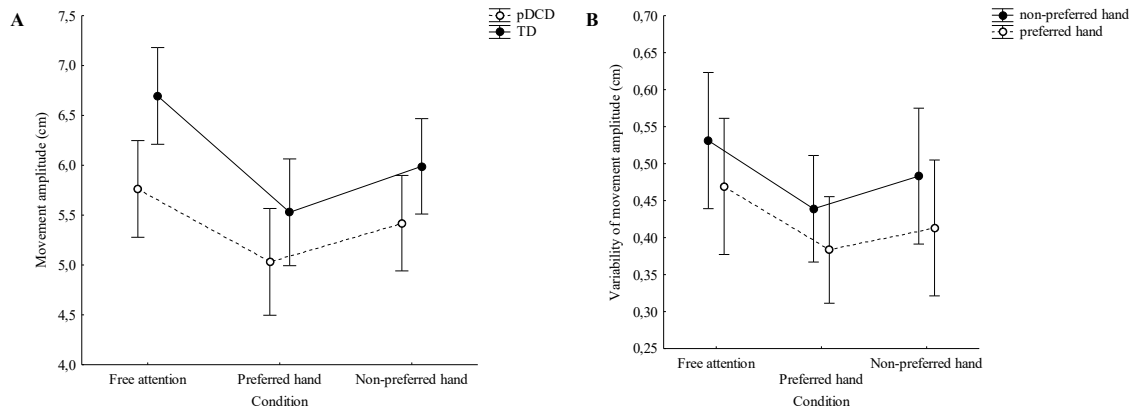 A
7,5
7,0
6,5
6,0
5,5
5,0
4,5
4,0
Movement amplitude (cm)
Free attention
Preferred hand
Non-preferred hand
Condition
pDCD
TD
B
0,70
0,65
0,60
0,55
0,50
0,45
0,40
0,35
0,30
0,25
Variability of movement amplitude (cm)
Free attention
Preferred hand
Non-preferred hand
Condition
non-preferred hand
preferred hand